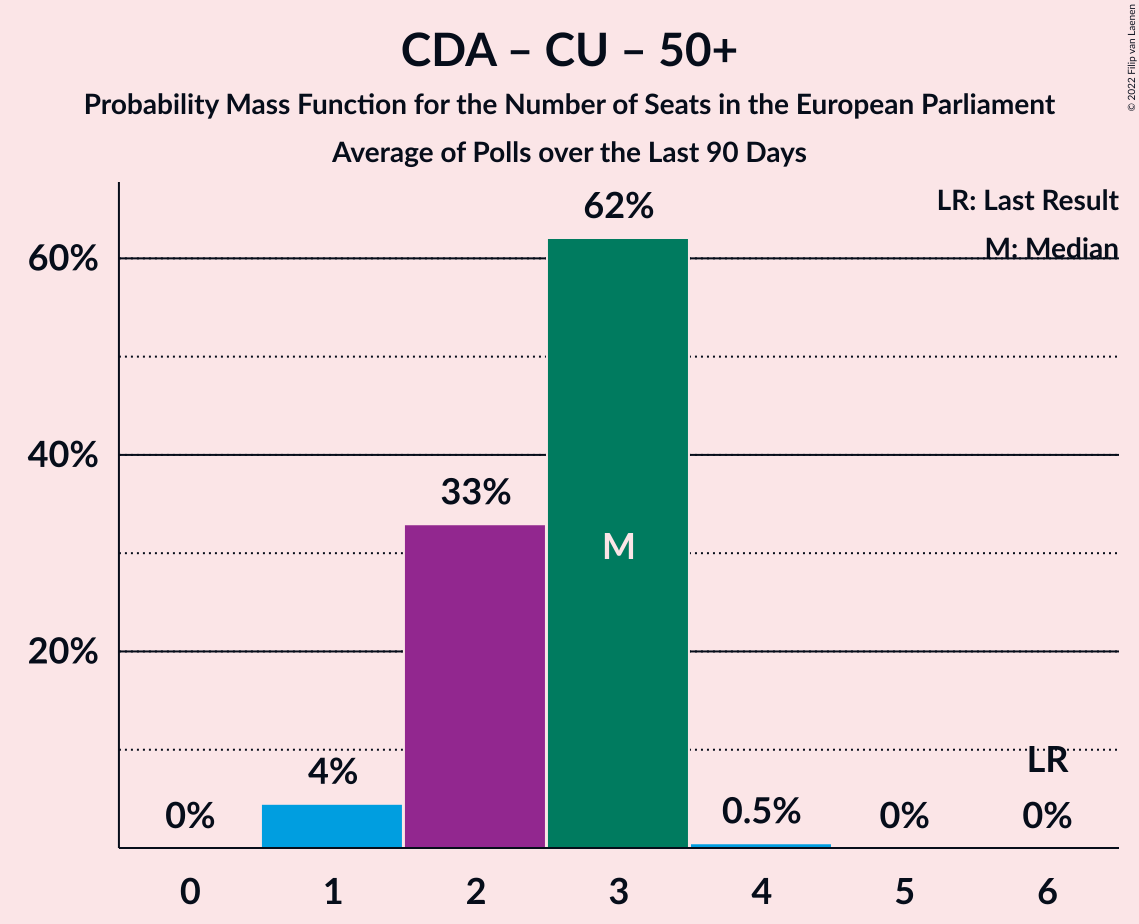 CDA – CU – 50+
Probability Mass Function for the Number of Seats in the European Parliament
Average of Polls over the Last 90 Days
© 2022 Filip van Laenen
LR: Last Result
M: Median
62%
60%
40%
33%
M
20%
LR
4%
0%
0.5%
0%
0%
0 1 2 3 4 5 6